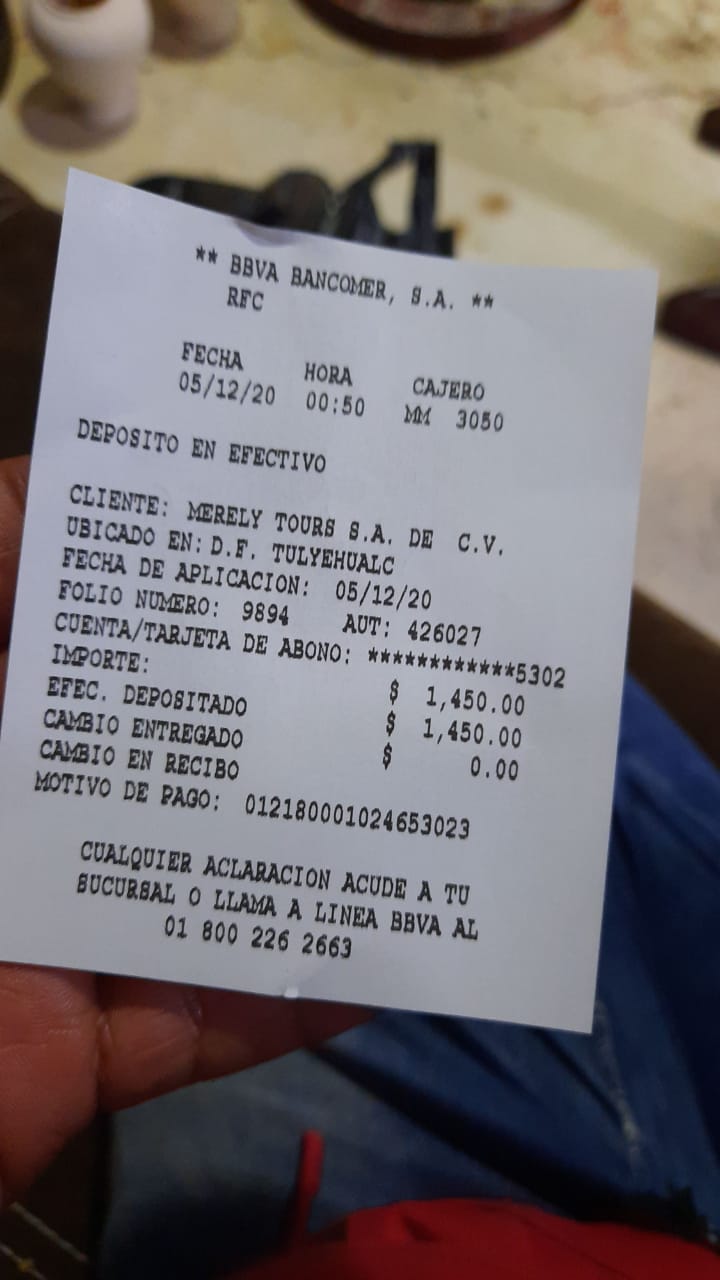 ** BBVA BANCOMER, S.A. **
RFC
FECHA HORA CAJERO
05/12/20 00:50 MM 3050
DEPOSITO EN EFECTIVO
CLIENTE: MERELY TOURS S.A. DE C.V.
UBICADO EN: D.F. TULYEHUALC
FECHA DE APLICACION: 05/12/20
FOLIO NUMERO: 9894 AUT: 426027
CUENTA/TARJETA DE ABONO: ************5302
IMPORTE: $ 1,450.00
EFEC. DEPOSITADO $ 1,450.00
CAMBIO ENTREGADO $ 0.00
CAMBIO EN RECIBO
MOTIVO DE PAGO: 012180001024653023
CUALQUIER ACLARACION ACUDE A TU
SUCURSAL O LLAMA A LINEA BBVA AL
01 800 226 2663